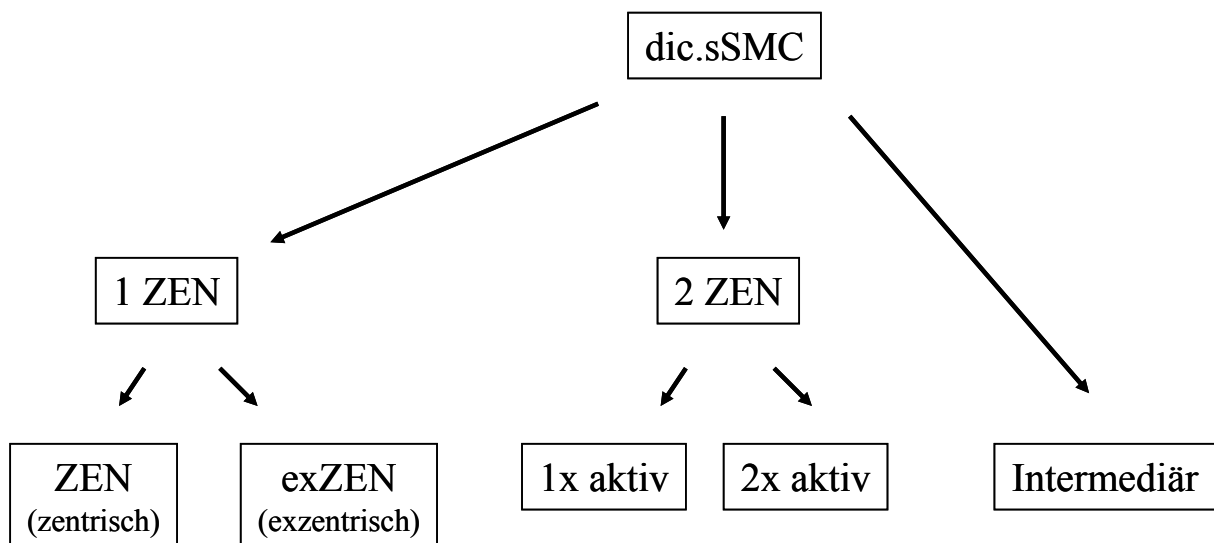 dic.sSMC
1 ZEN
2 ZEN
ZEN
(zentrisch)
exZEN
(exzentrisch)
1x aktiv
2x aktiv
Intermediär